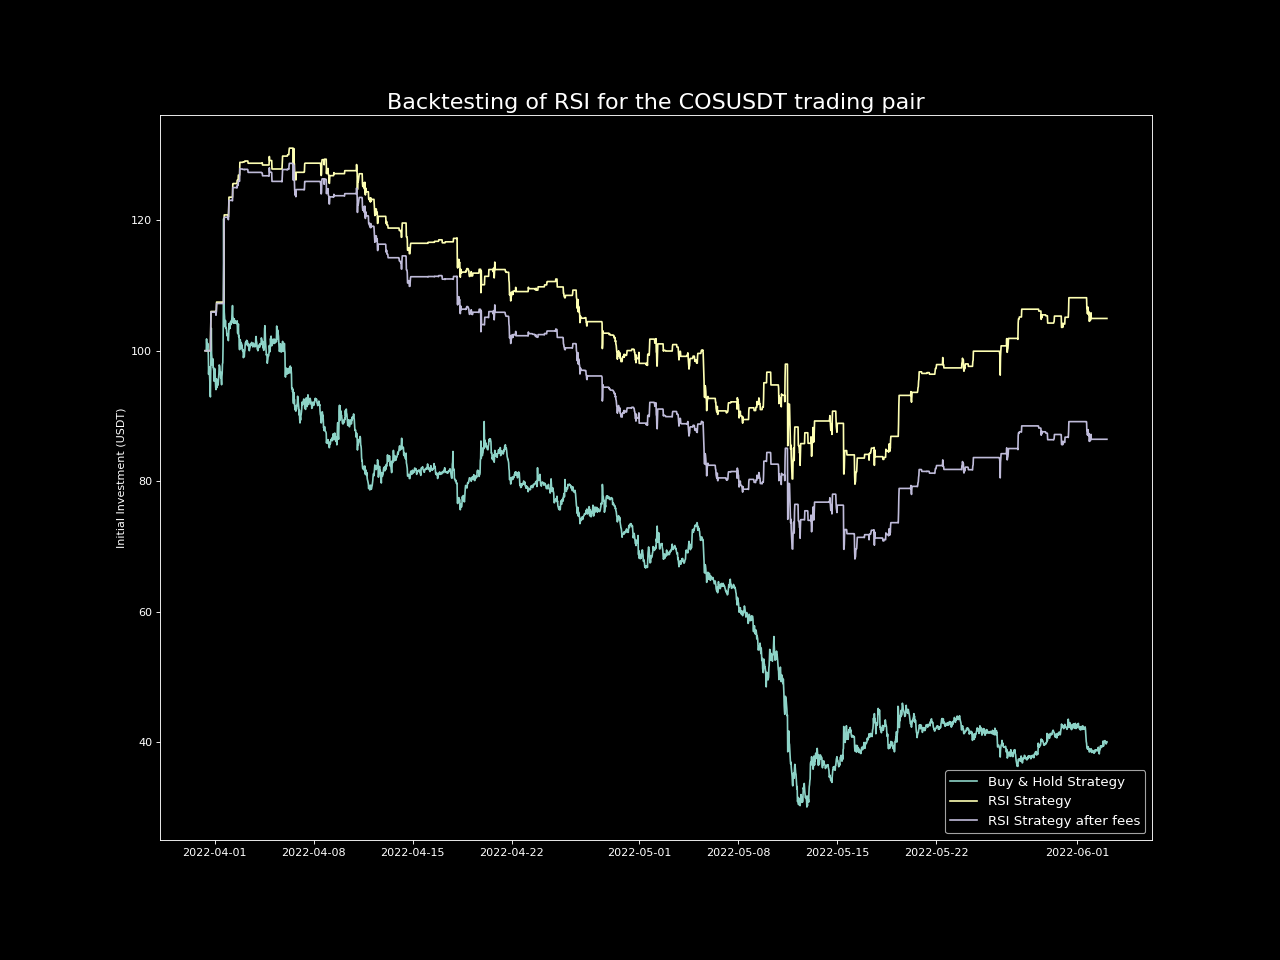 Backtesting of RSI for the COSUSDT trading pair
Initial Investment (USDT)
120
100
80
60
40
2022-04-01 2022-04-08 2022-04-15 2022-04-22 2022-05-01 2022-05-08 2022-05-15 2022-05-22 2022-06-01
Buy & Hold Strategy
RSI Strategy
RSI Strategy after fees